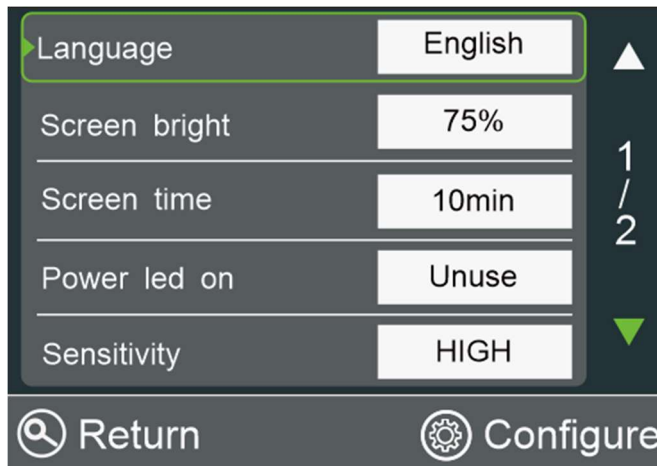 Language English
Screen bright 75%
Screen time 10min
Power led on Unuse
Sensitivity HIGH
1
/
2
Return Configure